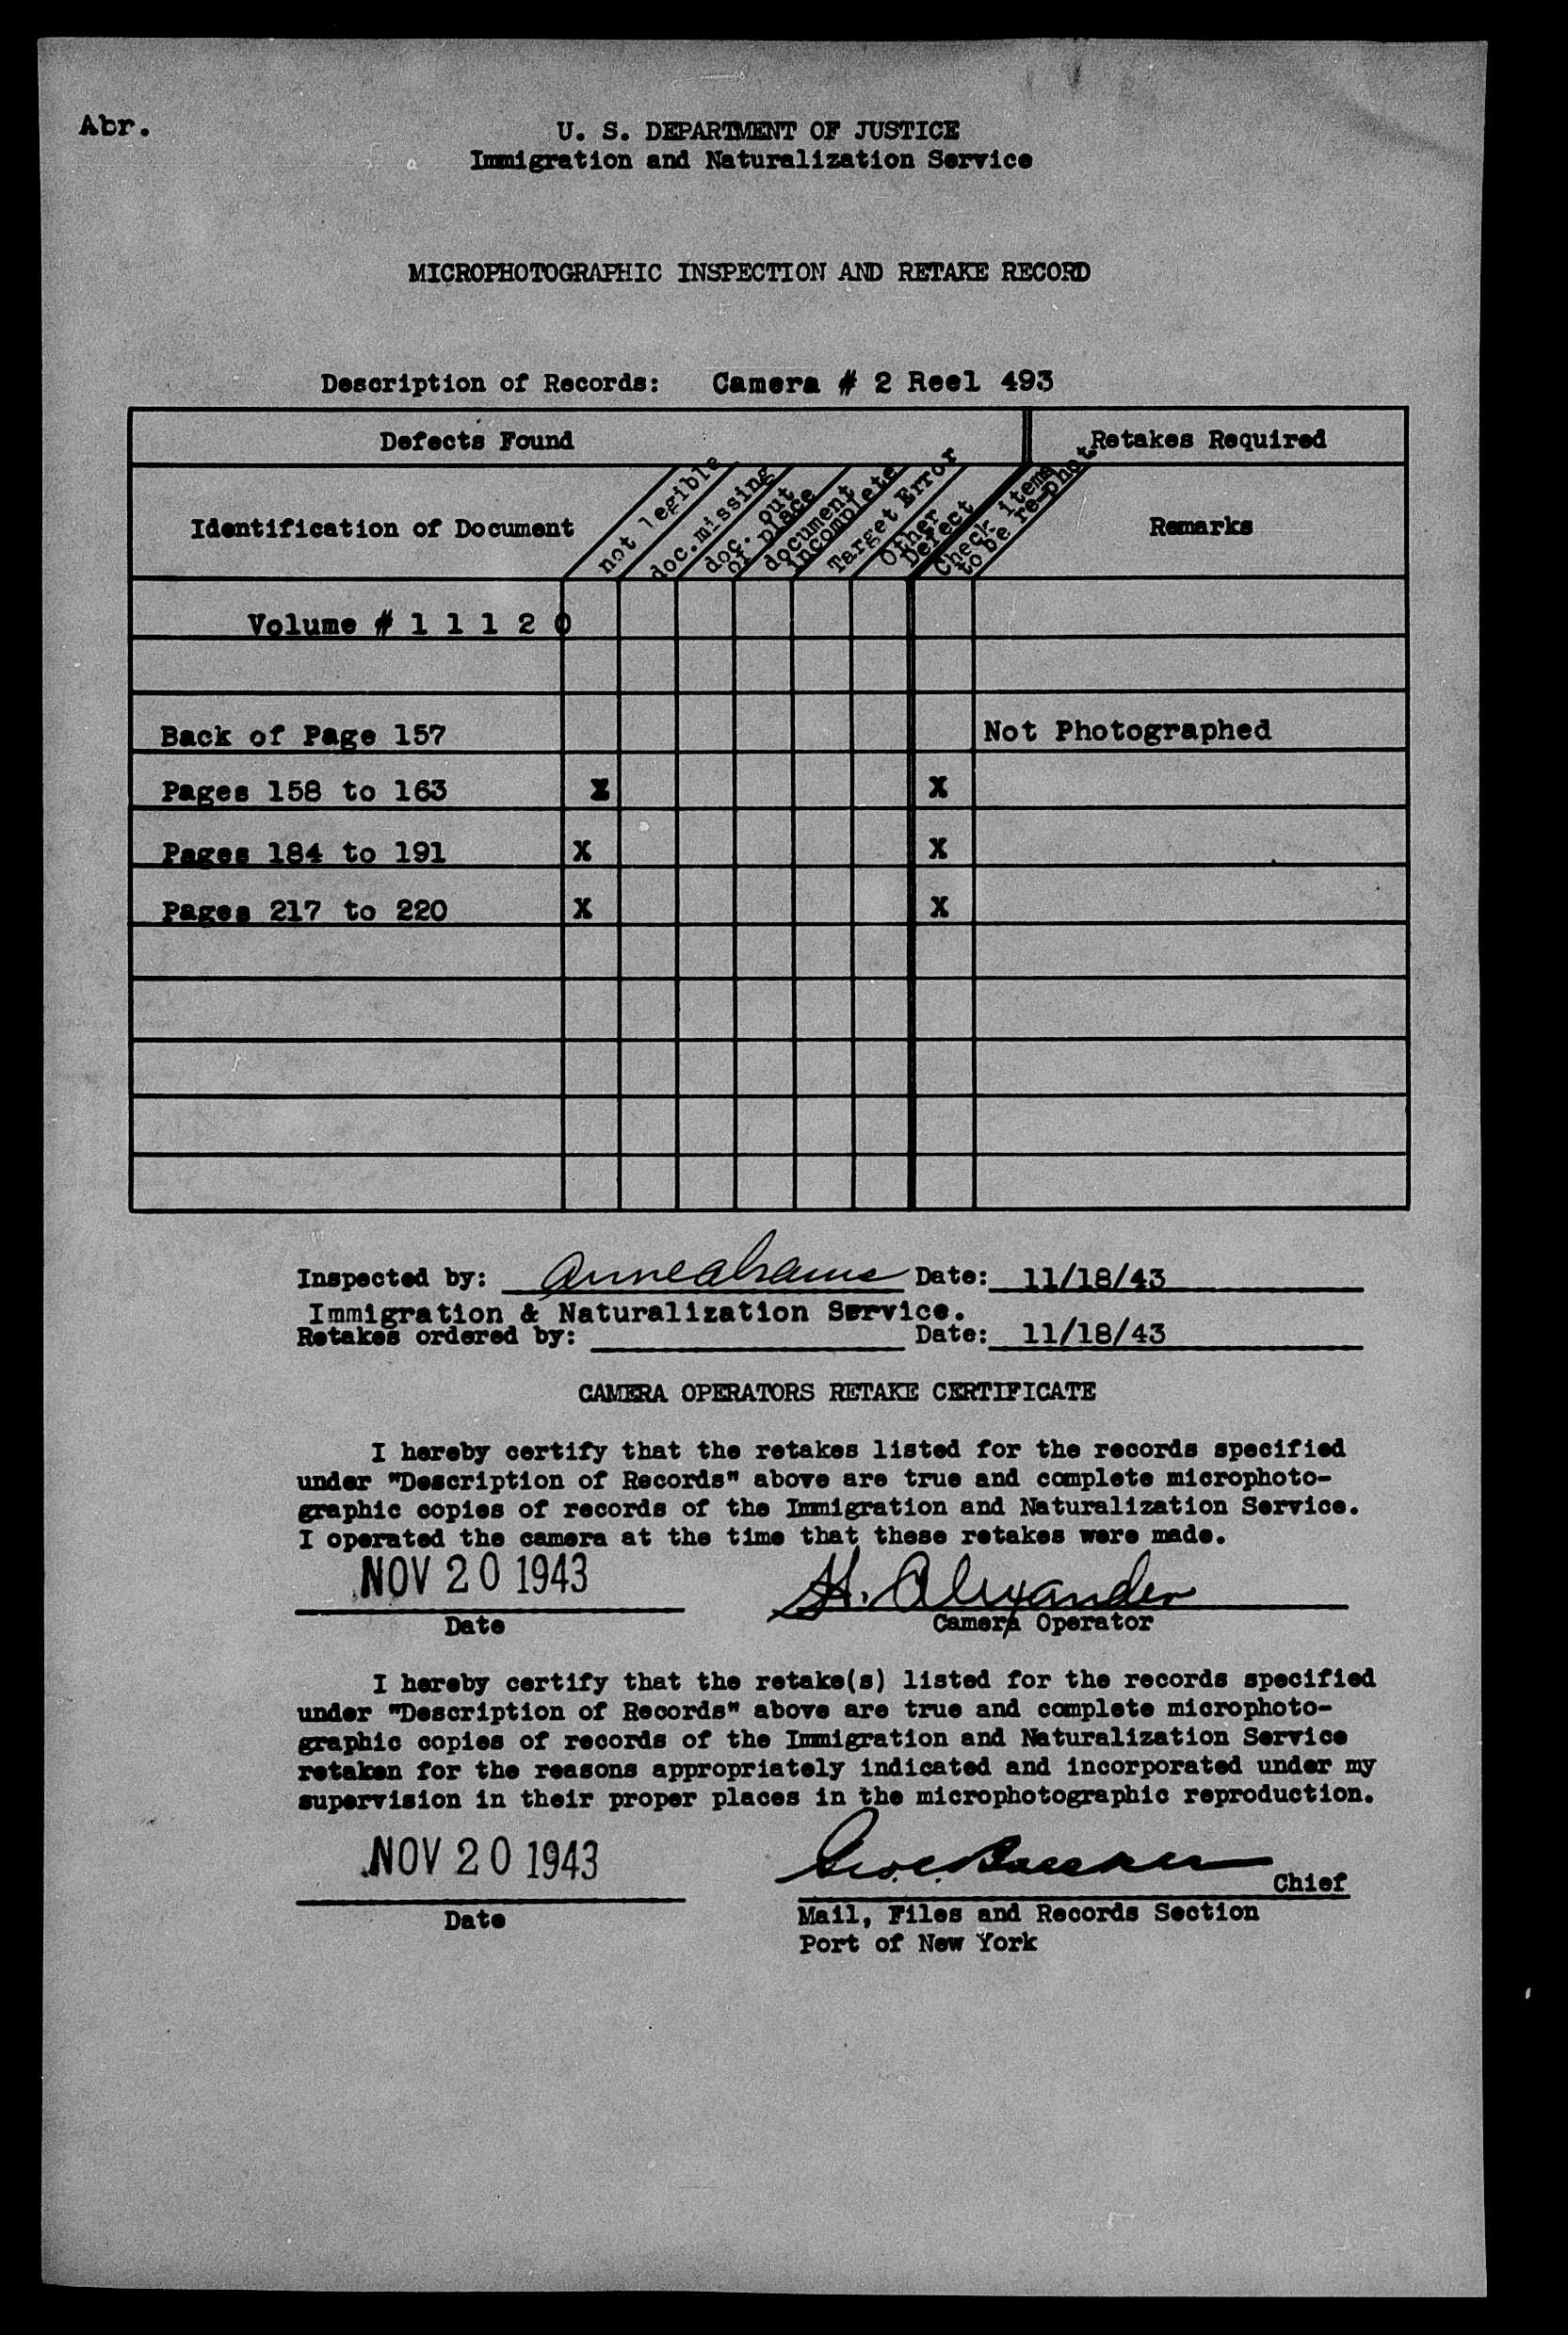 Abr.
U. S. DEPARTMENT OF JUSTICE
Immigration and Naturalization Service
MICROPHOTOGRAPHIC INSPECTION AND RETAKE RECORD
Description of Records: Camera # 2 Reel 493
Defects Found
Retakes Required
Identification of Document
not legible
doc.missing
doc. out
of place
document
incomplete
Target Error
Other
Defect
Check items
to be re-phot
Remarks
Volume # 1 1 1 2 0
Back of Page 157 Not Photographed
Pages 158 to 163 X X
Pages 184 to 191 X X
Pages 217 to 220 X X
Inspected by: Anne Abrams Date: 11/18/43
Immigration & Naturalization Service.
Retakes ordered by: Date: 11/18/43
CAMERA OPERATORS RETAKE CERTIFICATE
I hereby certify that the retakes listed for the records specified
under "Description of Records" above are true and complete microphoto-
graphic copies of records of the Immigration and Naturalization Service.
I operated the camera at the time that these retakes were made.
NOV 20 1943 H. Alexander
Date Camera Operator
I hereby certify that the retake(s) listed for the records specified
under "Description of Records" above are true and complete microphoto-
graphic copies of records of the Immigration and Naturalization Service
retaken for the reasons appropriately indicated and incorporated under my
supervision in their proper places in the microphotographic reproduction.
NOV 20 1943
Chief
Date Mail, Files and Records Section
Port of New York